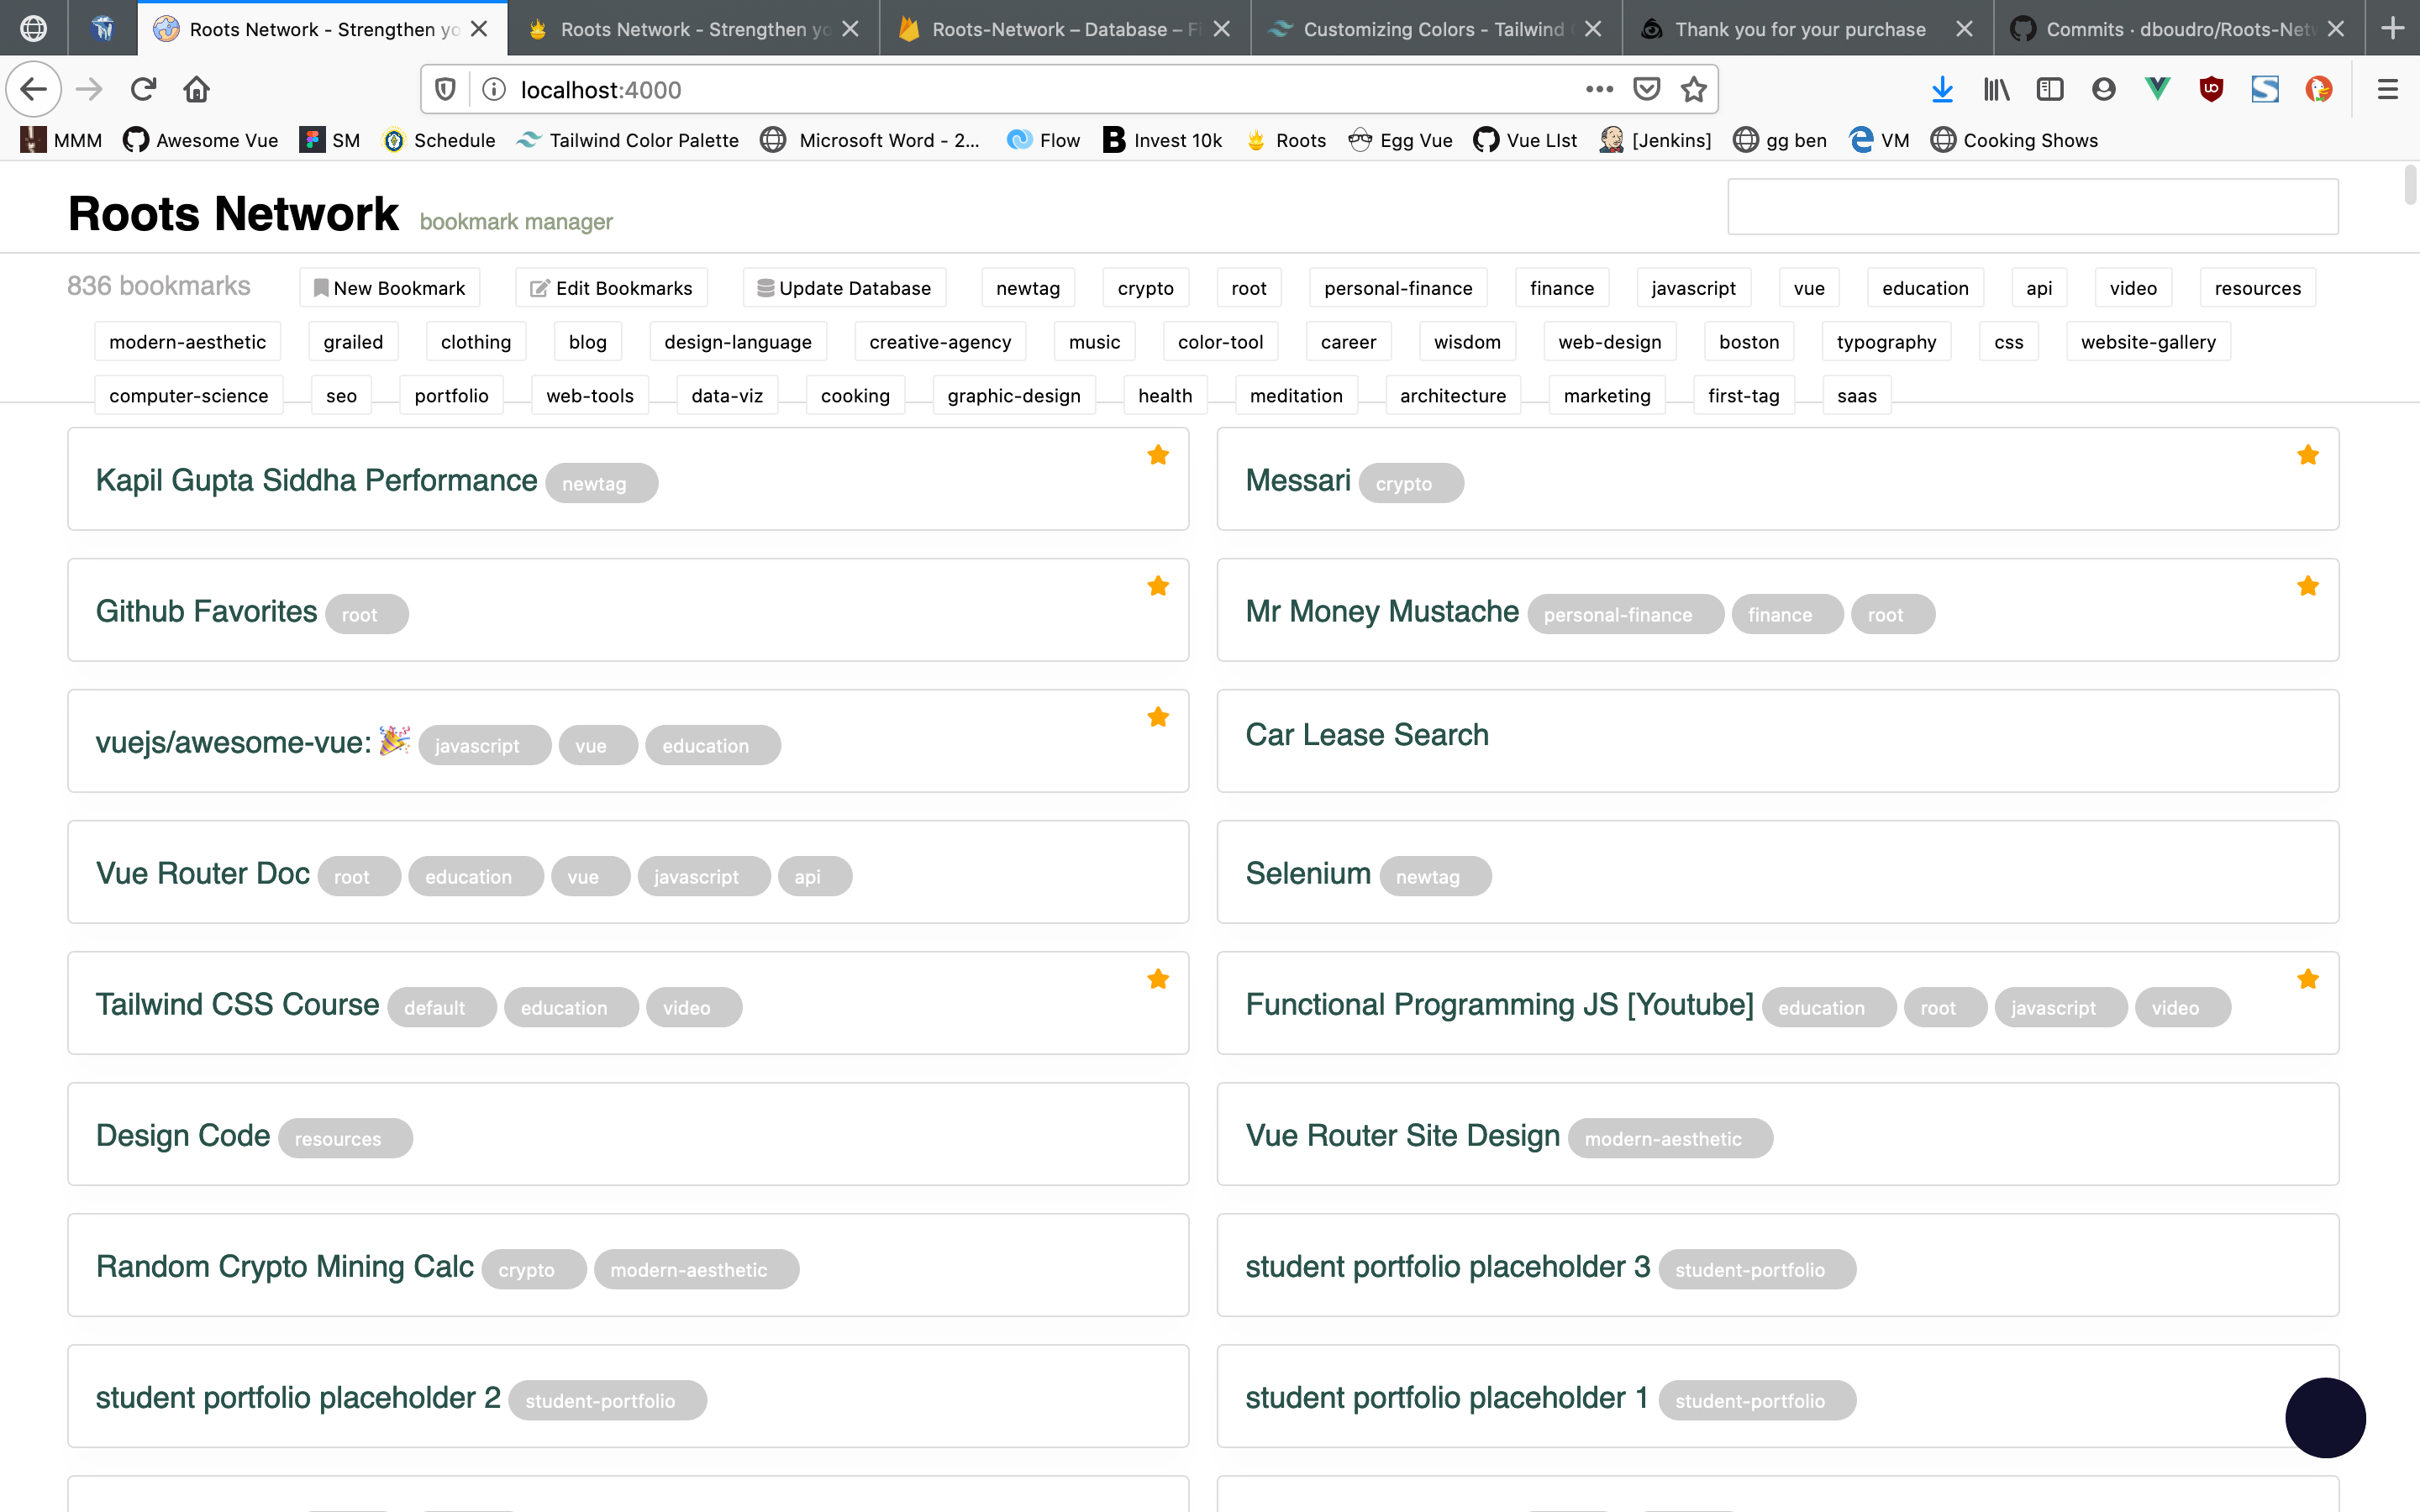 Roots Network - Strengthen yo
Roots Network - Strengthen yo
Roots-Network – Database – Fi
Customizing Colors - Tailwind
Thank you for your purchase
Commits · dboudro/Roots-Netw
localhost:4000
MMM Awesome Vue SM Schedule Tailwind Color Palette Microsoft Word - 2... Flow Invest 10k Roots Egg Vue Vue LIst [Jenkins] gg ben VM Cooking Shows
Roots Network bookmark manager
836 bookmarks New Bookmark Edit Bookmarks Update Database newtag crypto root personal-finance finance javascript vue education api video resources
modern-aesthetic grailed clothing blog design-language creative-agency music color-tool career wisdom web-design boston typography css website-gallery
computer-science seo portfolio web-tools data-viz cooking graphic-design health meditation architecture marketing first-tag saas
Kapil Gupta Siddha Performance newtag
Messari crypto
Github Favorites root
Mr Money Mustache personal-finance finance root
vuejs/awesome-vue: 🎉 javascript vue education
Car Lease Search
Vue Router Doc root education vue javascript api
Selenium newtag
Tailwind CSS Course default education video
Functional Programming JS [Youtube] education root javascript video
Design Code resources
Vue Router Site Design modern-aesthetic
Random Crypto Mining Calc crypto modern-aesthetic
student portfolio placeholder 3 student-portfolio
student portfolio placeholder 2 student-portfolio
student portfolio placeholder 1 student-portfolio